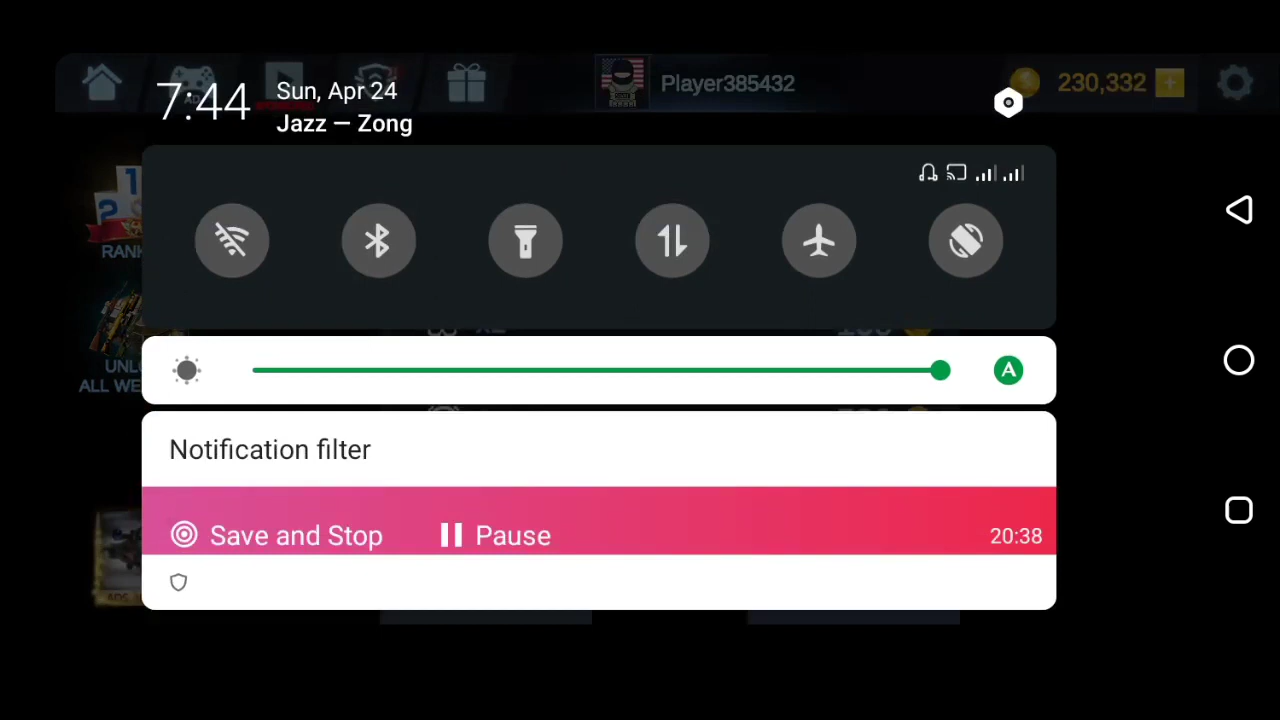 Player385432
230,332
7:44
Sun, Apr 24
Jazz — Zong
A
Notification filter
Save and Stop
Pause
20:38